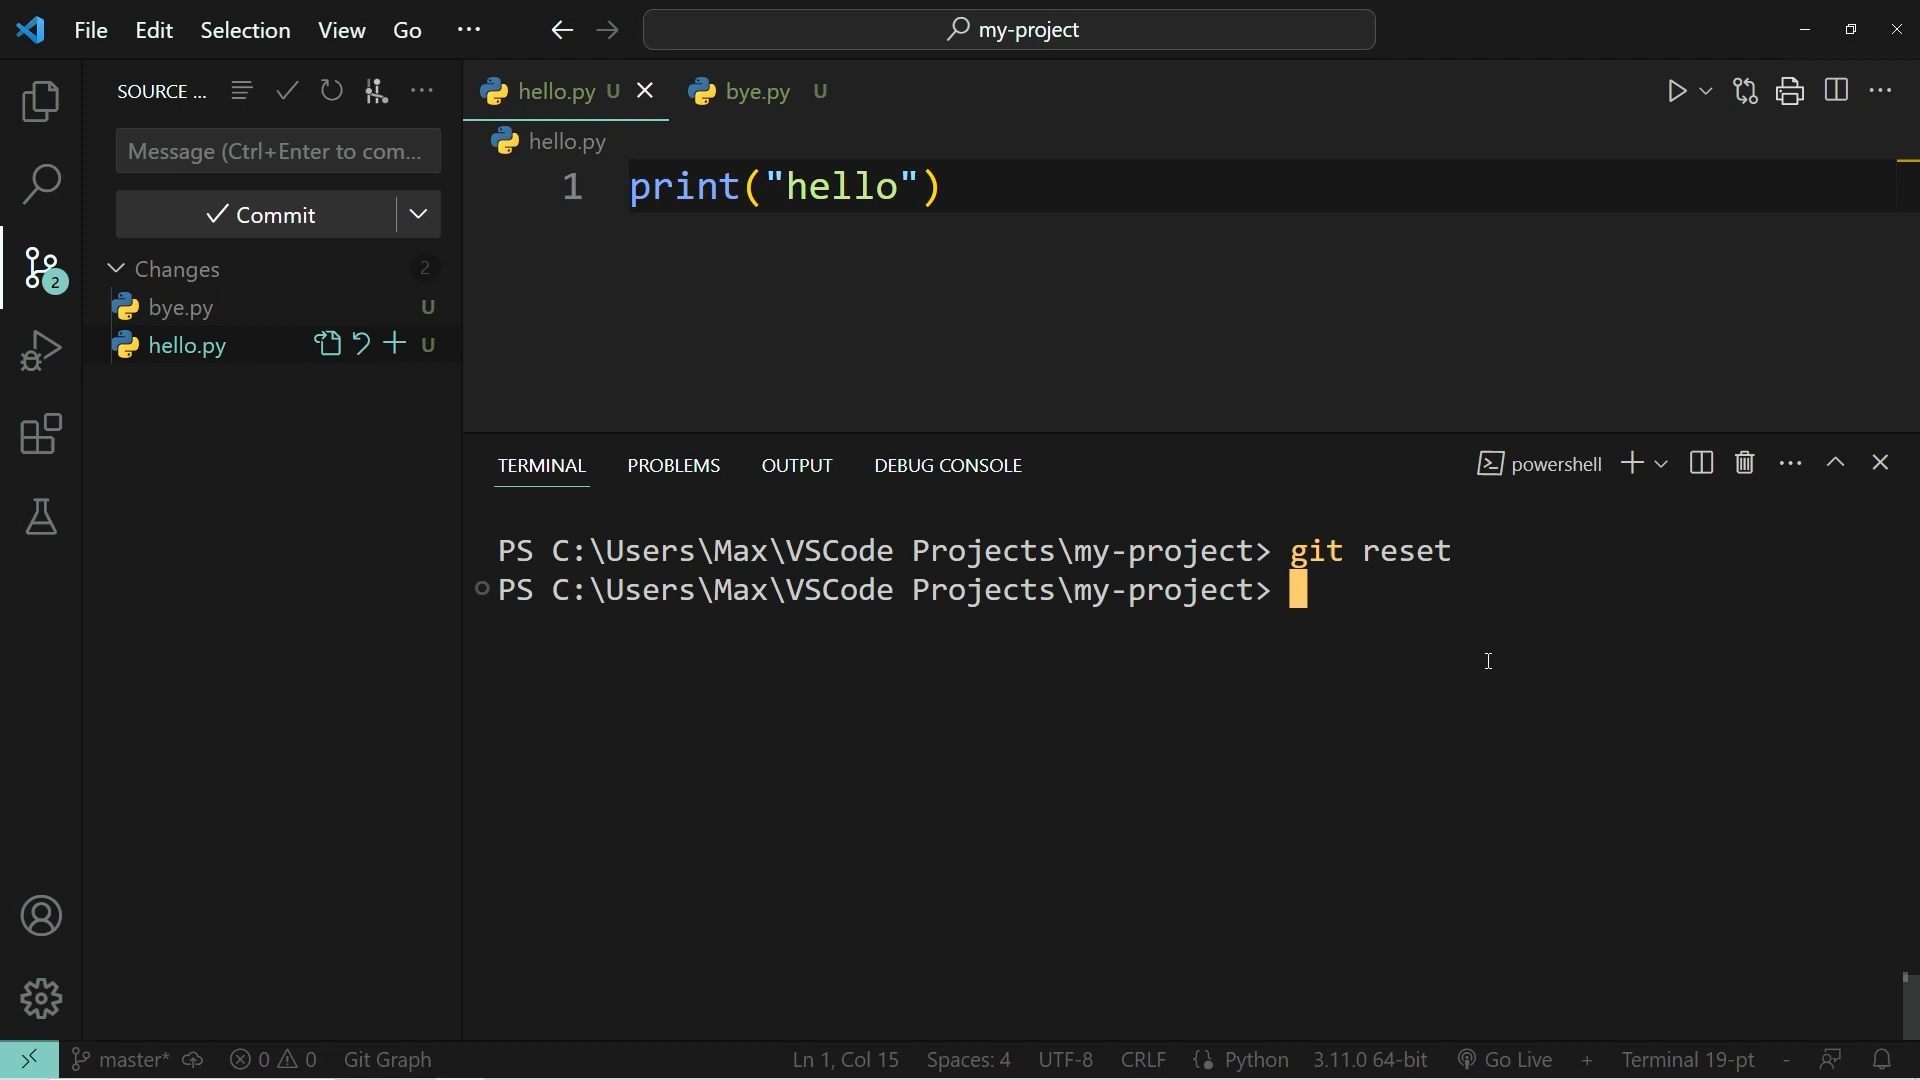 File Edit Selection View Go ··· my-project
SOURCE ...
hello.py U
bye.py U
Message (Ctrl+Enter to com...
hello.py
1 print("hello")
Commit
Changes 2
bye.py U
hello.py U
2
TERMINAL PROBLEMS OUTPUT DEBUG CONSOLE powershell
PS C:\Users\Max\VSCode Projects\my-project> git reset
PS C:\Users\Max\VSCode Projects\my-project>
master* 0 0 Git Graph Ln 1, Col 15 Spaces: 4 UTF-8 CRLF Python 3.11.0 64-bit Go Live + Terminal 19-pt -